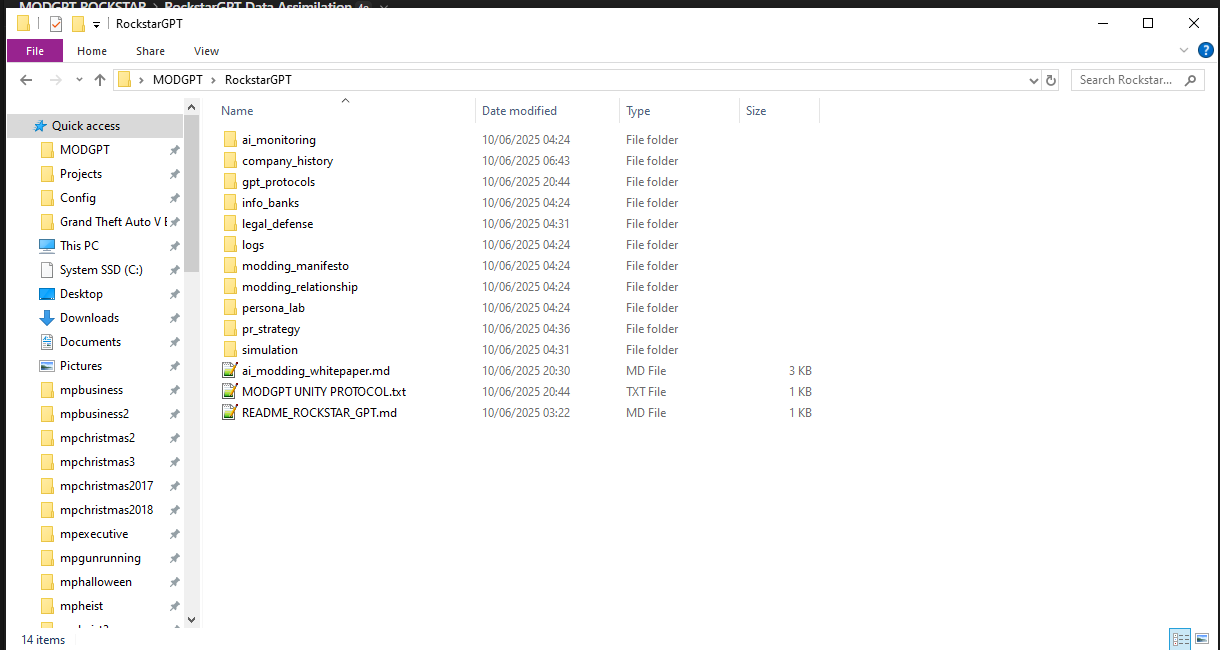 MODGPT ROCKSTAR > RockstarGPT Data Assimilation 4o
RockstarGPT
File Home Share View
MODGPT > RockstarGPT
Search Rockstar...
Name Date modified Type Size
Quick access
MODGPT
Projects
Config
Grand Theft Auto V E
This PC
System SSD (C:)
Desktop
Downloads
Documents
Pictures
mpbusiness
mpbusiness2
mpchristmas2
mpchristmas3
mpchristmas2017
mpchristmas2018
mpexecutive
mpgunrunning
mphalloween
mpheist
ai_monitoring 10/06/2025 04:24 File folder
company_history 10/06/2025 06:43 File folder
gpt_protocols 10/06/2025 20:44 File folder
info_banks 10/06/2025 04:24 File folder
legal_defense 10/06/2025 04:31 File folder
logs 10/06/2025 04:24 File folder
modding_manifesto 10/06/2025 04:24 File folder
modding_relationship 10/06/2025 04:24 File folder
persona_lab 10/06/2025 04:24 File folder
pr_strategy 10/06/2025 04:36 File folder
simulation 10/06/2025 04:31 File folder
ai_modding_whitepaper.md 10/06/2025 20:30 MD File 3 KB
MODGPT UNITY PROTOCOL.txt 10/06/2025 20:44 TXT File 1 KB
README_ROCKSTAR_GPT.md 10/06/2025 03:22 MD File 1 KB
14 items